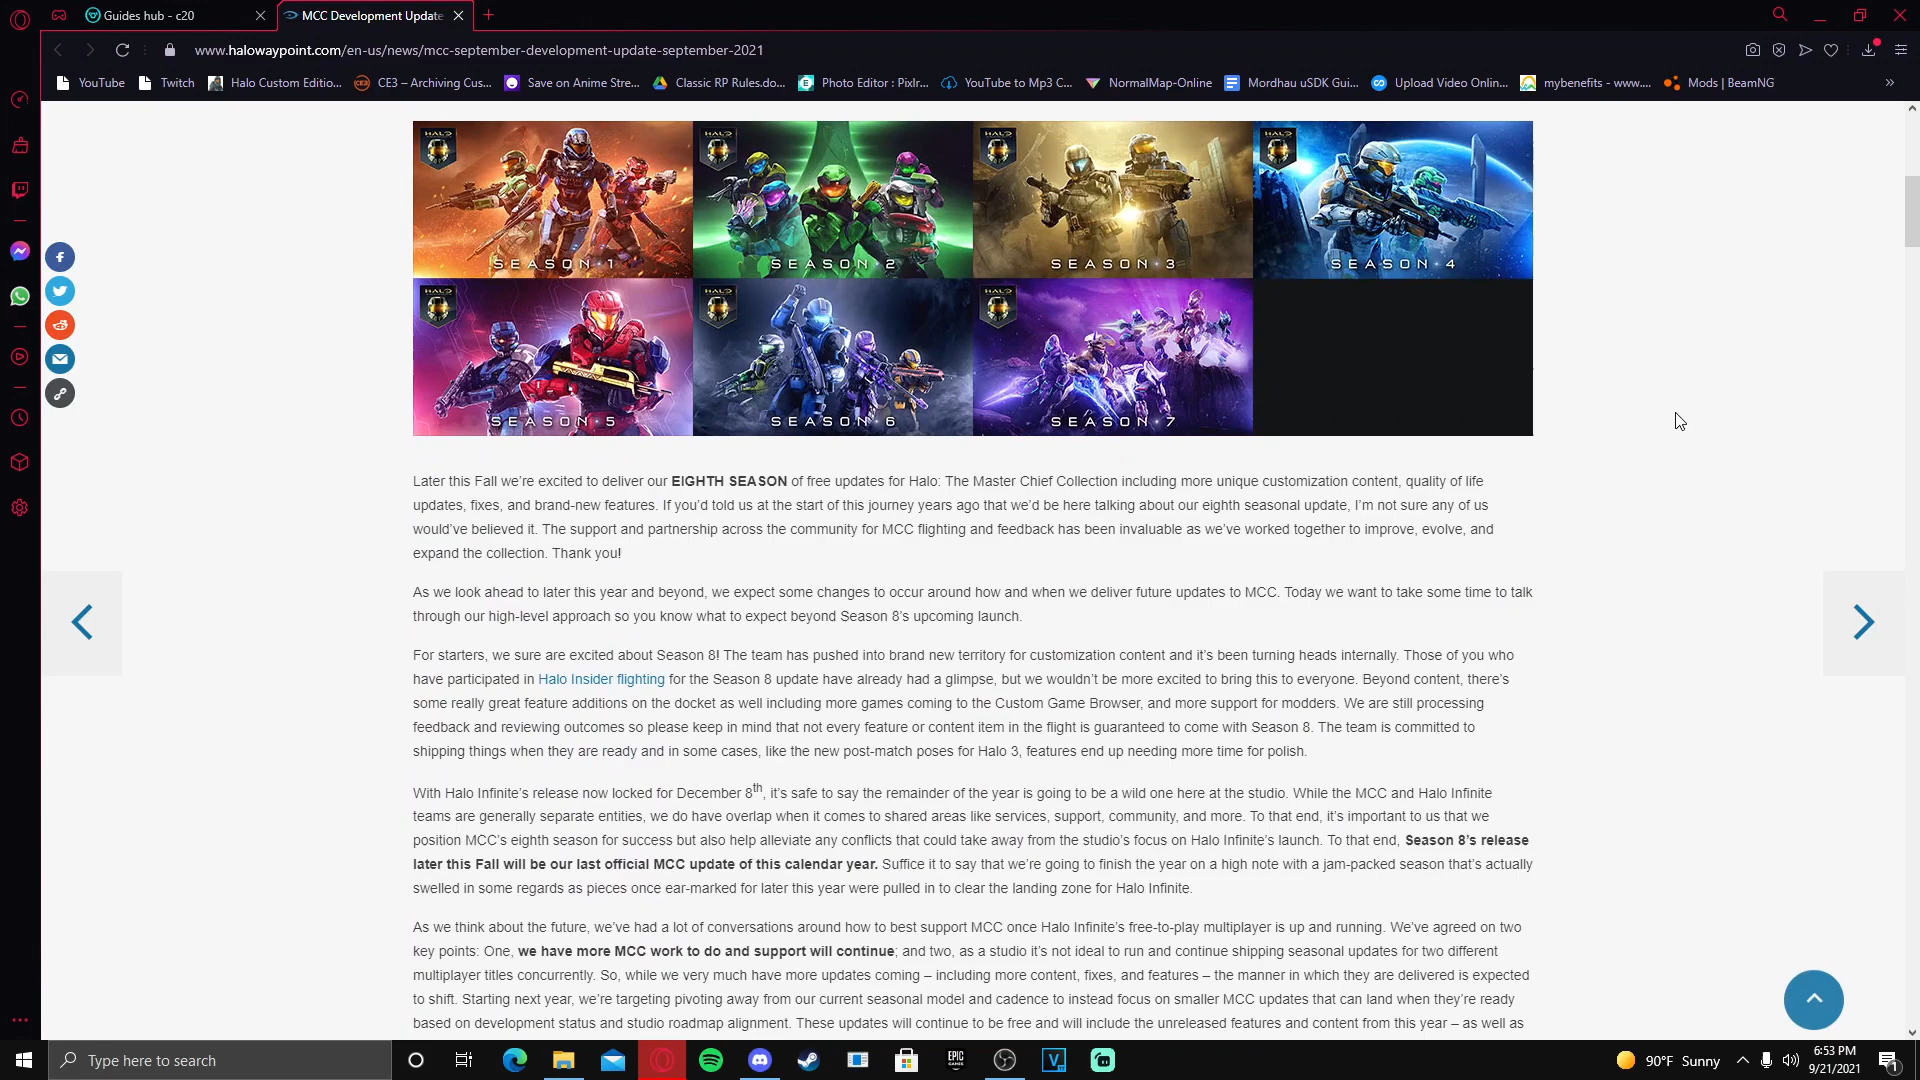 Guides hub - c20
MCC Development Update
www.halowaypoint.com/en-us/news/mcc-september-development-update-september-2021
YouTube
Twitch
Halo Custom Editio...
CE3 – Archiving Cus...
Save on Anime Stre...
Classic RP Rules.do...
Photo Editor : Pixlr...
YouTube to Mp3 C...
NormalMap-Online
Mordhau uSDK Gui...
Upload Video Onlin...
mybenefits - www....
Mods | BeamNG
HALO HALO HALO HALO
SEASON 1 SEASON 2 SEASON 3 SEASON 4
HALO HALO HALO
SEASON 5 SEASON 6 SEASON 7
Later this Fall we’re excited to deliver our EIGHTH SEASON of free updates for Halo: The Master Chief Collection including more unique customization content, quality of life
updates, fixes, and brand-new features. If you’d told us at the start of this journey years ago that we’d be here talking about our eighth seasonal update, I’m not sure any of us
would’ve believed it. The support and partnership across the community for MCC flighting and feedback has been invaluable as we’ve worked together to improve, evolve, and
expand the collection. Thank you!
As we look ahead to later this year and beyond, we expect some changes to occur around how and when we deliver future updates to MCC. Today we want to take some time to talk
through our high-level approach so you know what to expect beyond Season 8’s upcoming launch.
For starters, we sure are excited about Season 8! The team has pushed into brand new territory for customization content and it’s been turning heads internally. Those of you who
have participated in Halo Insider flighting for the Season 8 update have already had a glimpse, but we wouldn’t be more excited to bring this to everyone. Beyond content, there’s
some really great feature additions on the docket as well including more games coming to the Custom Game Browser, and more support for modders. We are still processing
feedback and reviewing outcomes so please keep in mind that not every feature or content item in the flight is guaranteed to come with Season 8. The team is committed to
shipping things when they are ready and in some cases, like the new post-match poses for Halo 3, features end up needing more time for polish.
With Halo Infinite’s release now locked for December 8th, it’s safe to say the remainder of the year is going to be a wild one here at the studio. While the MCC and Halo Infinite
teams are generally separate entities, we do have overlap when it comes to shared areas like services, support, community, and more. To that end, it’s important to us that we
position MCC’s eighth season for success but also help alleviate any conflicts that could take away from the studio’s focus on Halo Infinite’s launch. To that end, Season 8’s release
later this Fall will be our last official MCC update of this calendar year. Suffice it to say that we’re going to finish the year on a high note with a jam-packed season that’s actually
swelled in some regards as pieces once ear-marked for later this year were pulled in to clear the landing zone for Halo Infinite.
As we think about the future, we’ve had a lot of conversations around how to best support MCC once Halo Infinite’s free-to-play multiplayer is up and running. We’ve agreed on two
key points: One, we have more MCC work to do and support will continue; and two, as a studio it’s not ideal to run and continue shipping seasonal updates for two different
multiplayer titles concurrently. So, while we very much have more updates coming – including more content, fixes, and features – the manner in which they are delivered is expected
to shift. Starting next year, we’re targeting pivoting away from our current seasonal model and cadence to instead focus on smaller MCC updates that can land when they’re ready
based on development status and studio roadmap alignment. These updates will continue to be free and will include the unreleased features and content from this year – as well as
Type here to search
EPIC GAMES
90°F Sunny
6:53 PM
9/21/2021
1